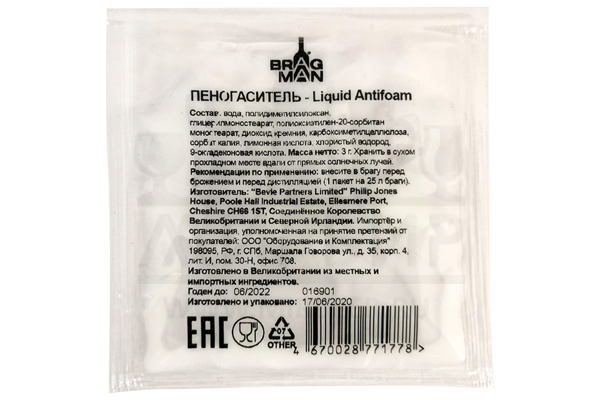 BRAG
MAN
ПЕНОГАСИТЕЛЬ - Liquid Antifoam
Состав: вода, полидиметилсилоксан,
глицерилмоностеарат, полиоксиэтилен-20-сорбитан
моностеарат, диоксид кремния, карбоксиметилцеллюлоза,
сорбат калия, лимонная кислота, хлористый водород,
9-октадеконовая кислота. Масса нетто: 3 г. Хранить в сухом
прохладном месте вдали от прямых солнечных лучей.
Рекомендации по применению: внесите в брагу перед
брожением и перед дистилляцией (1 пакет на 25 л браги).
Изготовитель: "Bevie Partners Limited" Philip Jones
House, Poole Hall Industrial Estate, Ellesmere Port,
Cheshire CH66 1ST, Соединённое Королевство
Великобритании и Северной Ирландии. Импортёр и
организация, уполномоченная на принятие претензий от
покупателей: ООО "Оборудование и Комплектация"
198095, РФ, г. СПб, Маршала Говорова ул., д. 35, корп. 4,
лит. И, пом. 30-Н, офис 708.
Изготовлено в Великобритании из местных и
импортных ингредиентов.
Годен до: 06/2022 016901
Изготовлено и упаковано: 17/06/2020
EAC
07
OTHER
4 670028 771778 >